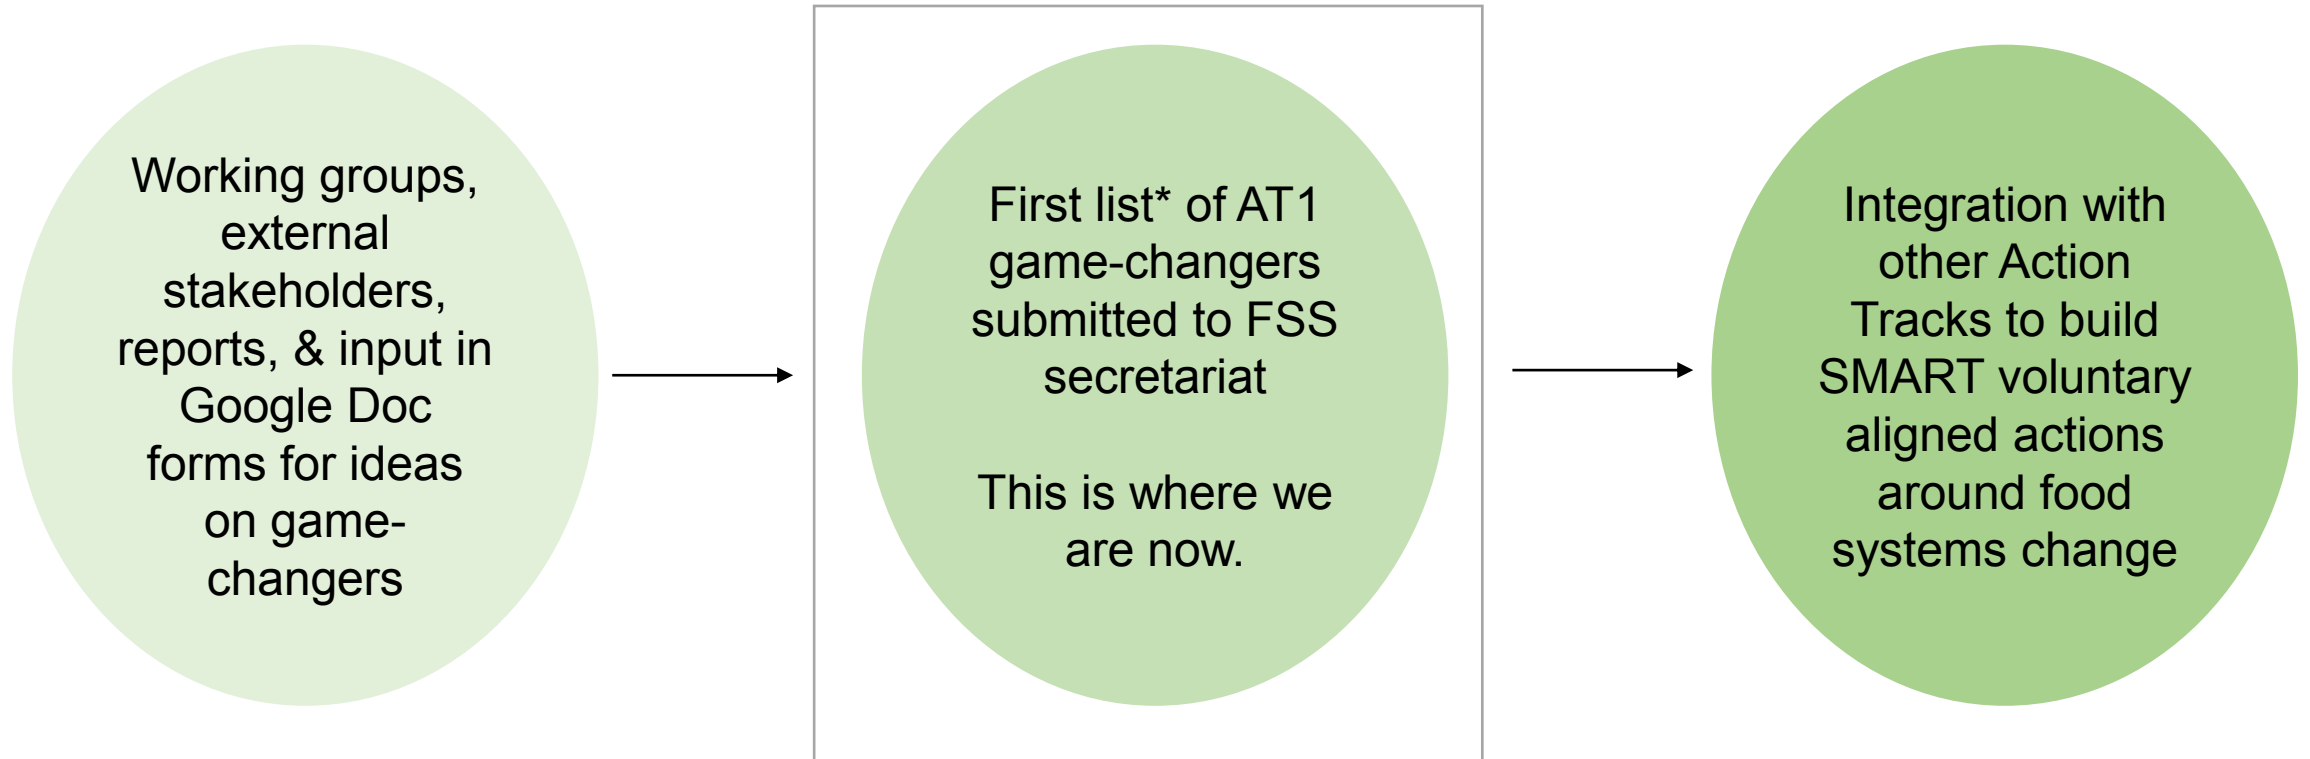 Working groups,
external
stakeholders,
reports, & input in
Google Doc
forms for ideas
on game-
changers
First list* of AT1
game-changers
submitted to FSS
secretariat
This is where we
are now.
Integration with
other Action
Tracks to build
SMART voluntary
aligned actions
around food
systems change